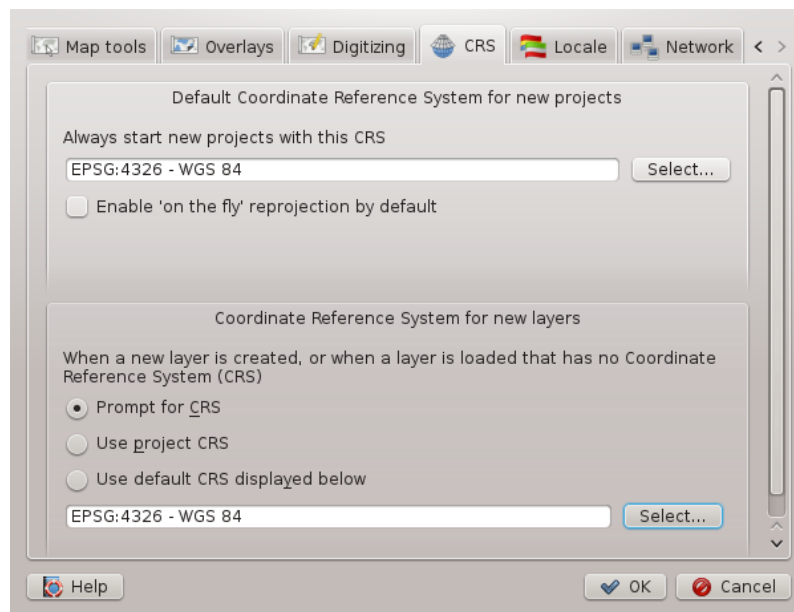 Map tools Overlays Digitizing CRS Locale Network
Default Coordinate Reference System for new projects
Always start new projects with this CRS
EPSG:4326 - WGS 84 Select...
Enable 'on the fly' reprojection by default
Coordinate Reference System for new layers
When a new layer is created, or when a layer is loaded that has no Coordinate
Reference System (CRS)
Prompt for CRS
Use project CRS
Use default CRS displayed below
EPSG:4326 - WGS 84 Select...
Help OK Cancel